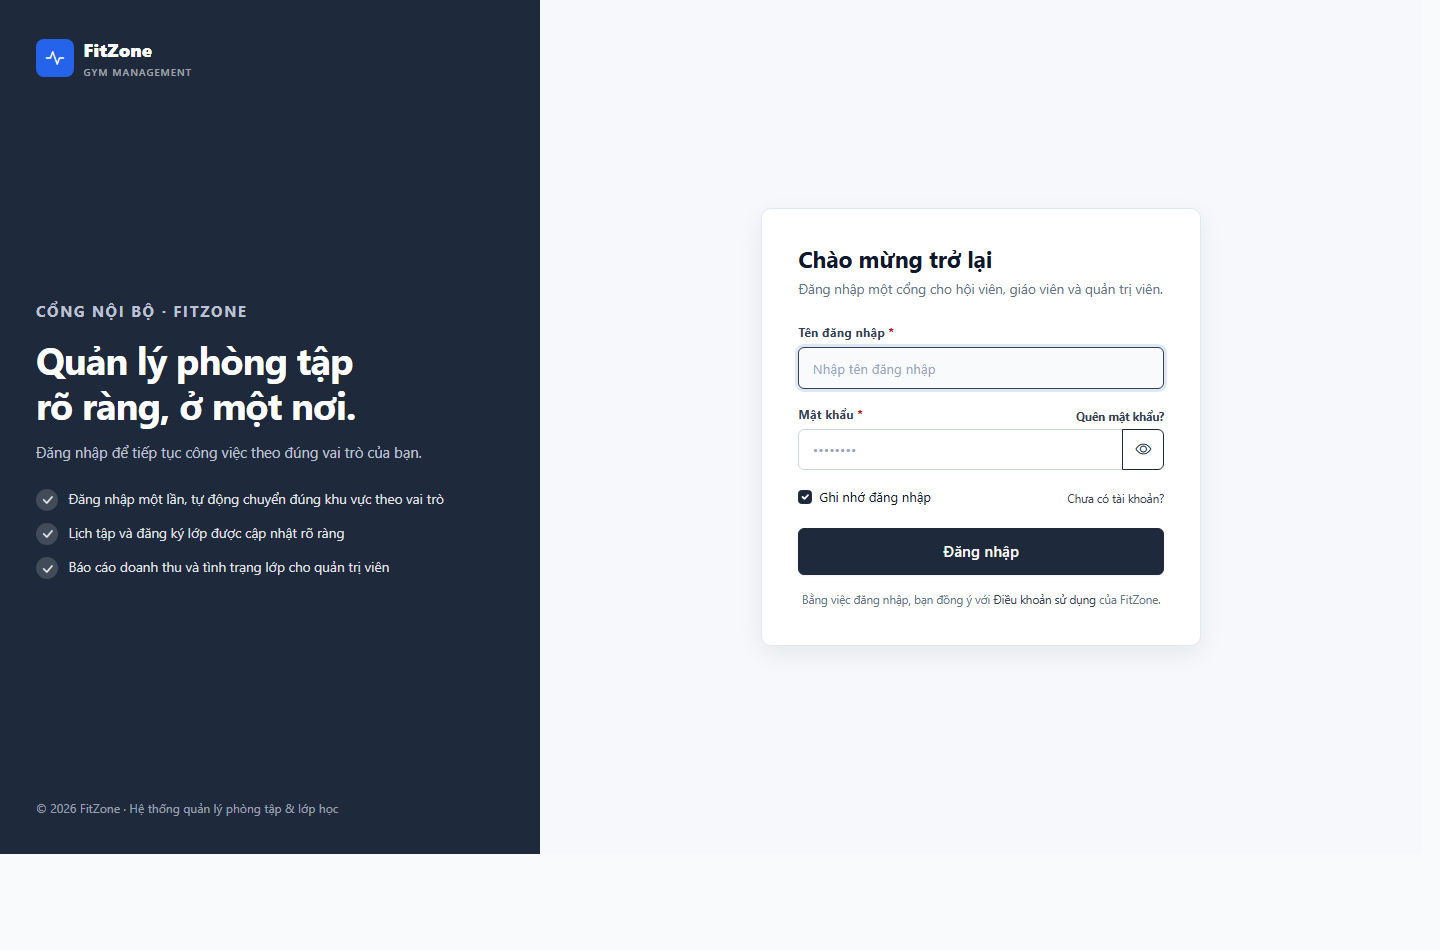 FitZone
GYM MANAGEMENT
CỔNG NỘI BỘ · FITZONE
Quản lý phòng tập
rõ ràng, ở một nơi.
Đăng nhập để tiếp tục công việc theo đúng vai trò của bạn.
Đăng nhập một lần, tự động chuyển đúng khu vực theo vai trò
Lịch tập và đăng ký lớp được cập nhật rõ ràng
Báo cáo doanh thu và tình trạng lớp cho quản trị viên
© 2026 FitZone · Hệ thống quản lý phòng tập & lớp học
Chào mừng trở lại
Đăng nhập một cổng cho hội viên, giáo viên và quản trị viên.
Tên đăng nhập *
Nhập tên đăng nhập
Mật khẩu *
Quên mật khẩu?
••••••••
Ghi nhớ đăng nhập
Chưa có tài khoản?
Đăng nhập
Bằng việc đăng nhập, bạn đồng ý với Điều khoản sử dụng của FitZone.